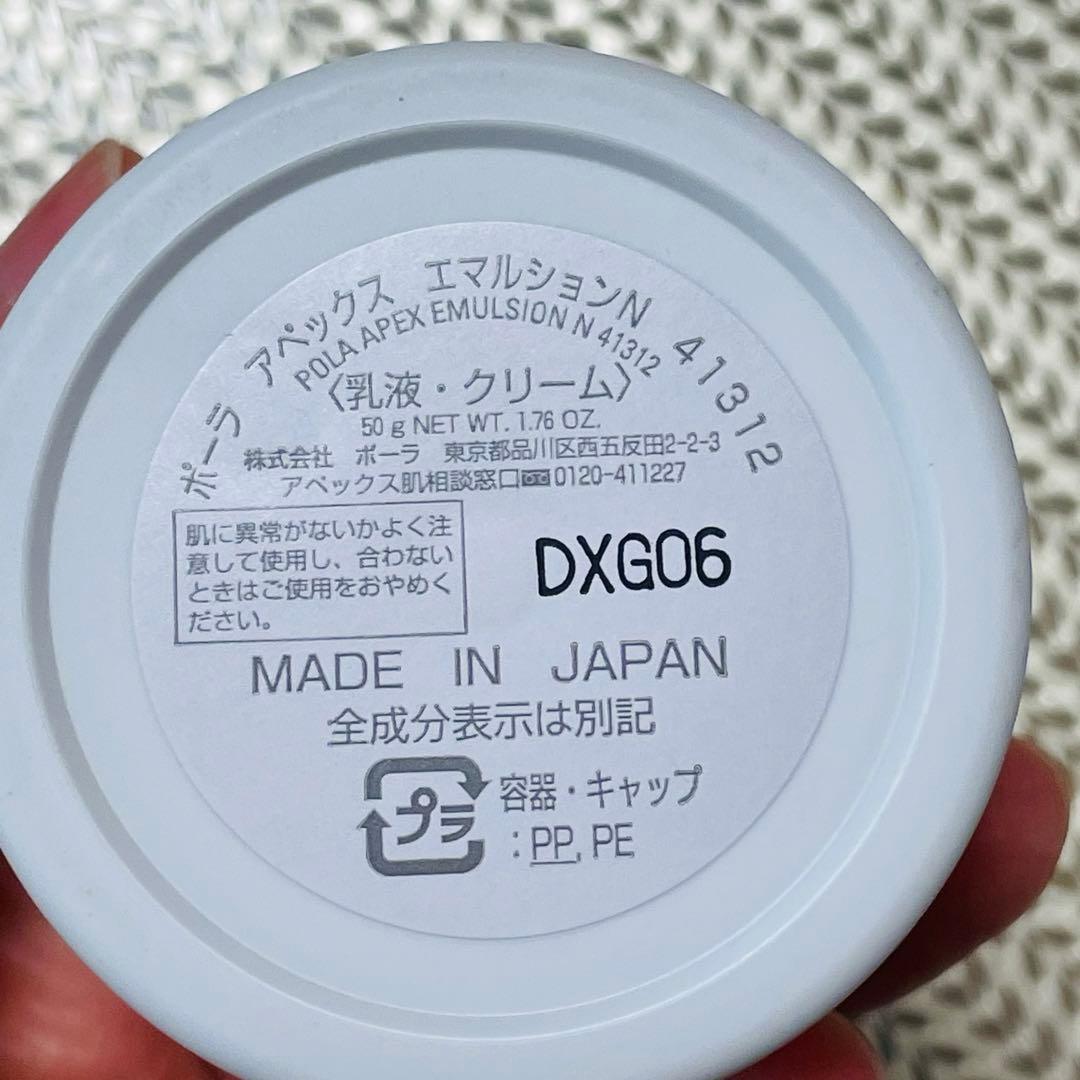 ポーラ アペックス エマルションN 41312
POLA APEX EMULSION N 41312
〈乳液・クリーム〉
50 g NET WT. 1.76 OZ.
株式会社 ポーラ 東京都品川区西五反田2-2-3
アペックス肌相談窓口 0120-411227
肌に異常がないかよく注
意して使用し、合わない
ときはご使用をおやめく
ださい。
DXG06
MADE IN JAPAN
全成分表示は別記
プラ
容器・キャップ
:PP, PE